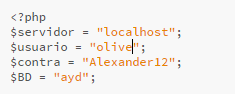 <?php
$servidor = "localhost";
$usuario = "olive";
$contra = "Alexander12";
$BD = "ayd";